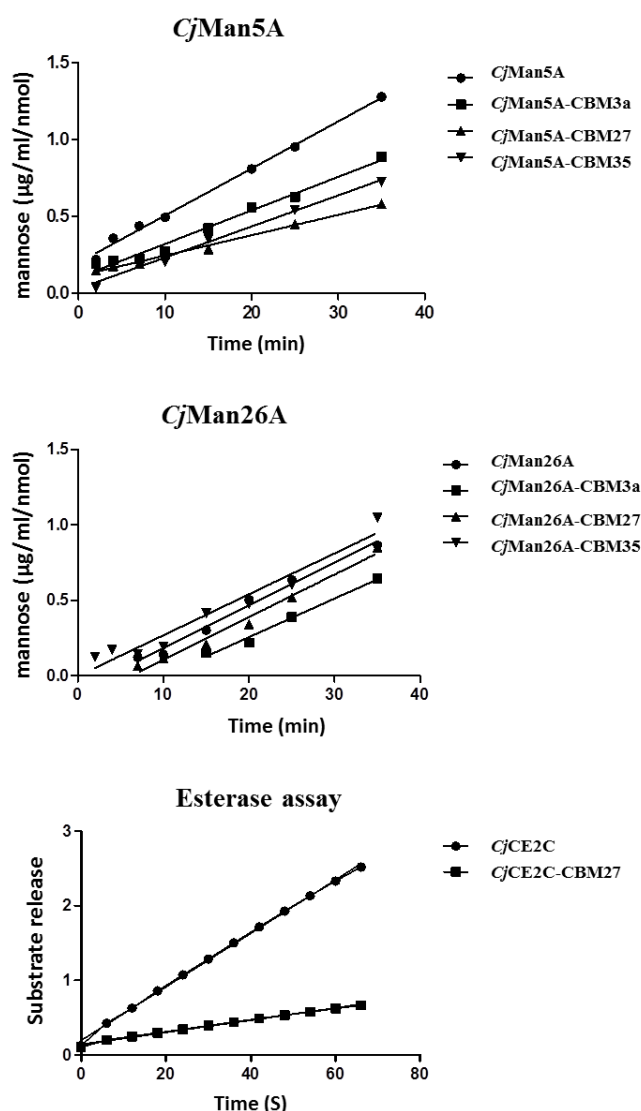 CjMan5A
mannose (µg/ml/nmol)
1.5
1.0
0.5
0.0
0 10 20 30 40
Time (min)
CjMan5A
CjMan5A-CBM3a
CjMan5A-CBM27
CjMan5A-CBM35
CjMan26A
mannose (µg/ml/nmol)
1.5
1.0
0.5
0.0
0 10 20 30 40
Time (min)
CjMan26A
CjMan26A-CBM3a
CjMan26A-CBM27
CjMan26A-CBM35
Esterase assay
Substrate release
3
2
1
0
0 20 40 60 80
Time (S)
CjCE2C
CjCE2C-CBM27